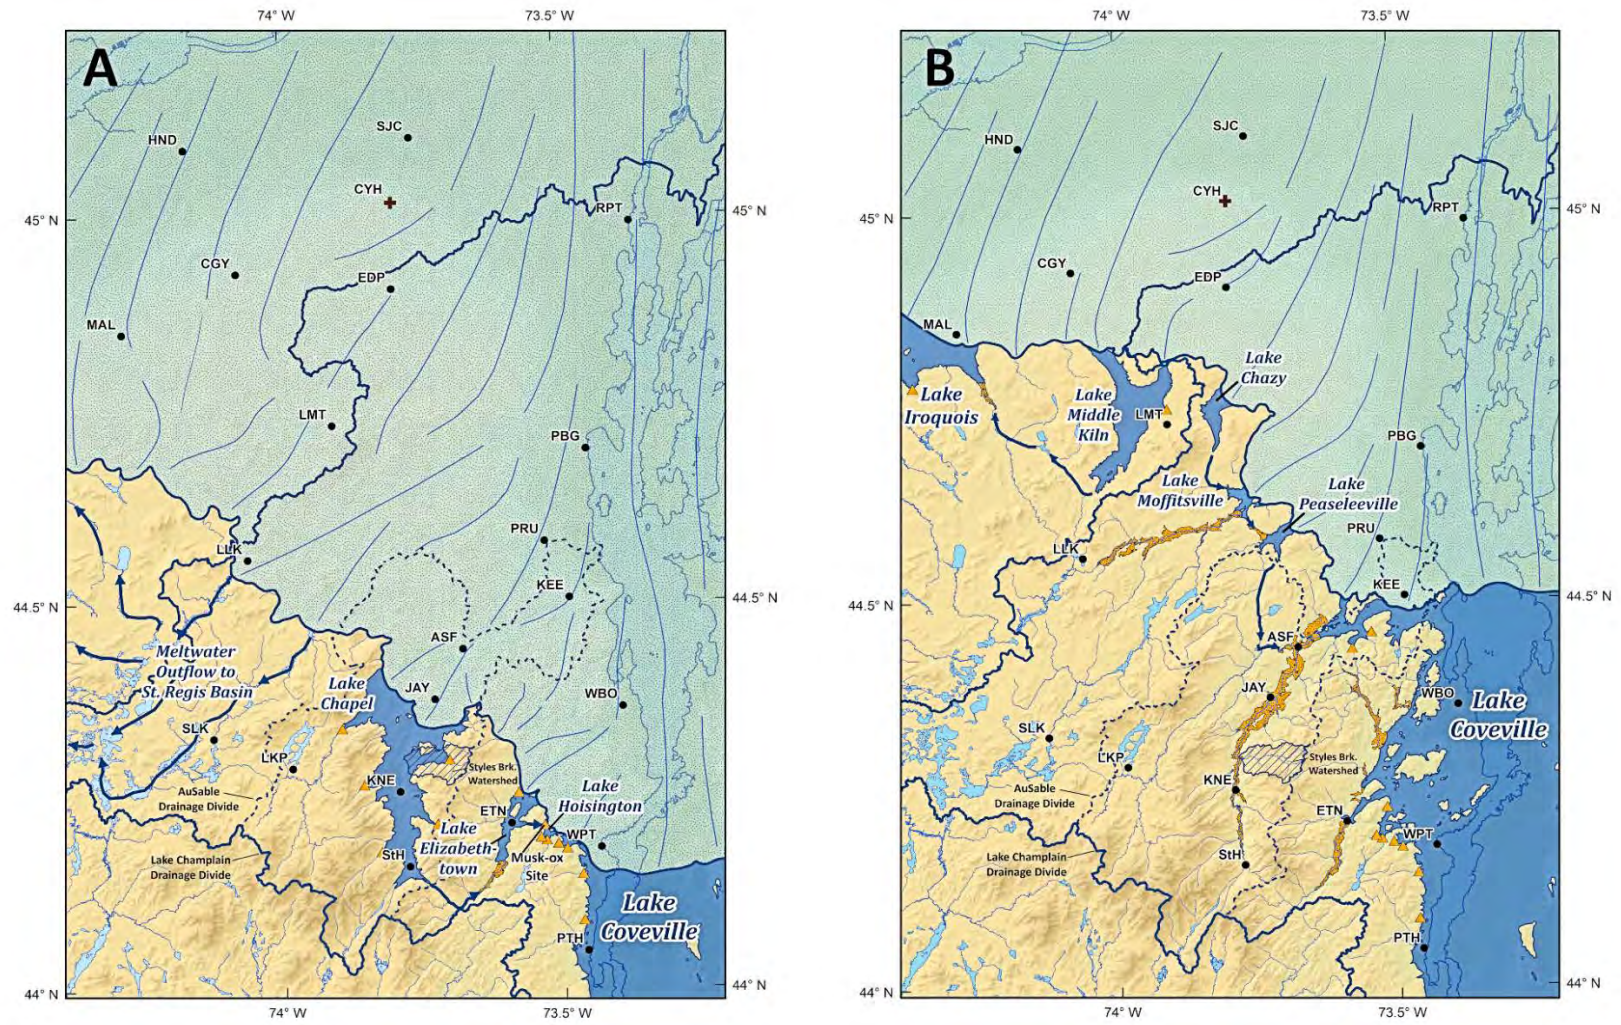 74° W
73.5° W
A
HND
SJC
CYH
RPT
45° N
45° N
CGY
EDP
MAL
LMT
PBG
PRU
LLK
KEE
44.5° N
44.5° N
ASF
Meltwater
Outflow to
St. Regis Basin
Lake
Chapel
JAY
WBO
SLK
LKP
Styles Brk.
Watershed
KNE
AuSable
Drainage Divide
Lake
Hoisington
ETN
Lake
Elizabeth-
town
WPT
Lake Champlain
Drainage Divide
StH
Musk-ox
Site
Lake
Coveville
PTH
44° N
44° N
74° W
73.5° W
74° W
73.5° W
B
HND
SJC
CYH
RPT
45° N
45° N
CGY
EDP
MAL
Lake
Chazy
Lake
Iroquois
Lake
Middle
Kiln
LMT
PBG
Lake
Moffitsville
Lake
Peaseleeville
PRU
LLK
KEE
44.5° N
44.5° N
ASF
JAY
WBO
Lake
Coveville
SLK
LKP
Styles Brk.
Watershed
KNE
AuSable
Drainage Divide
ETN
WPT
Lake Champlain
Drainage Divide
StH
PTH
44° N
44° N
74° W
73.5° W